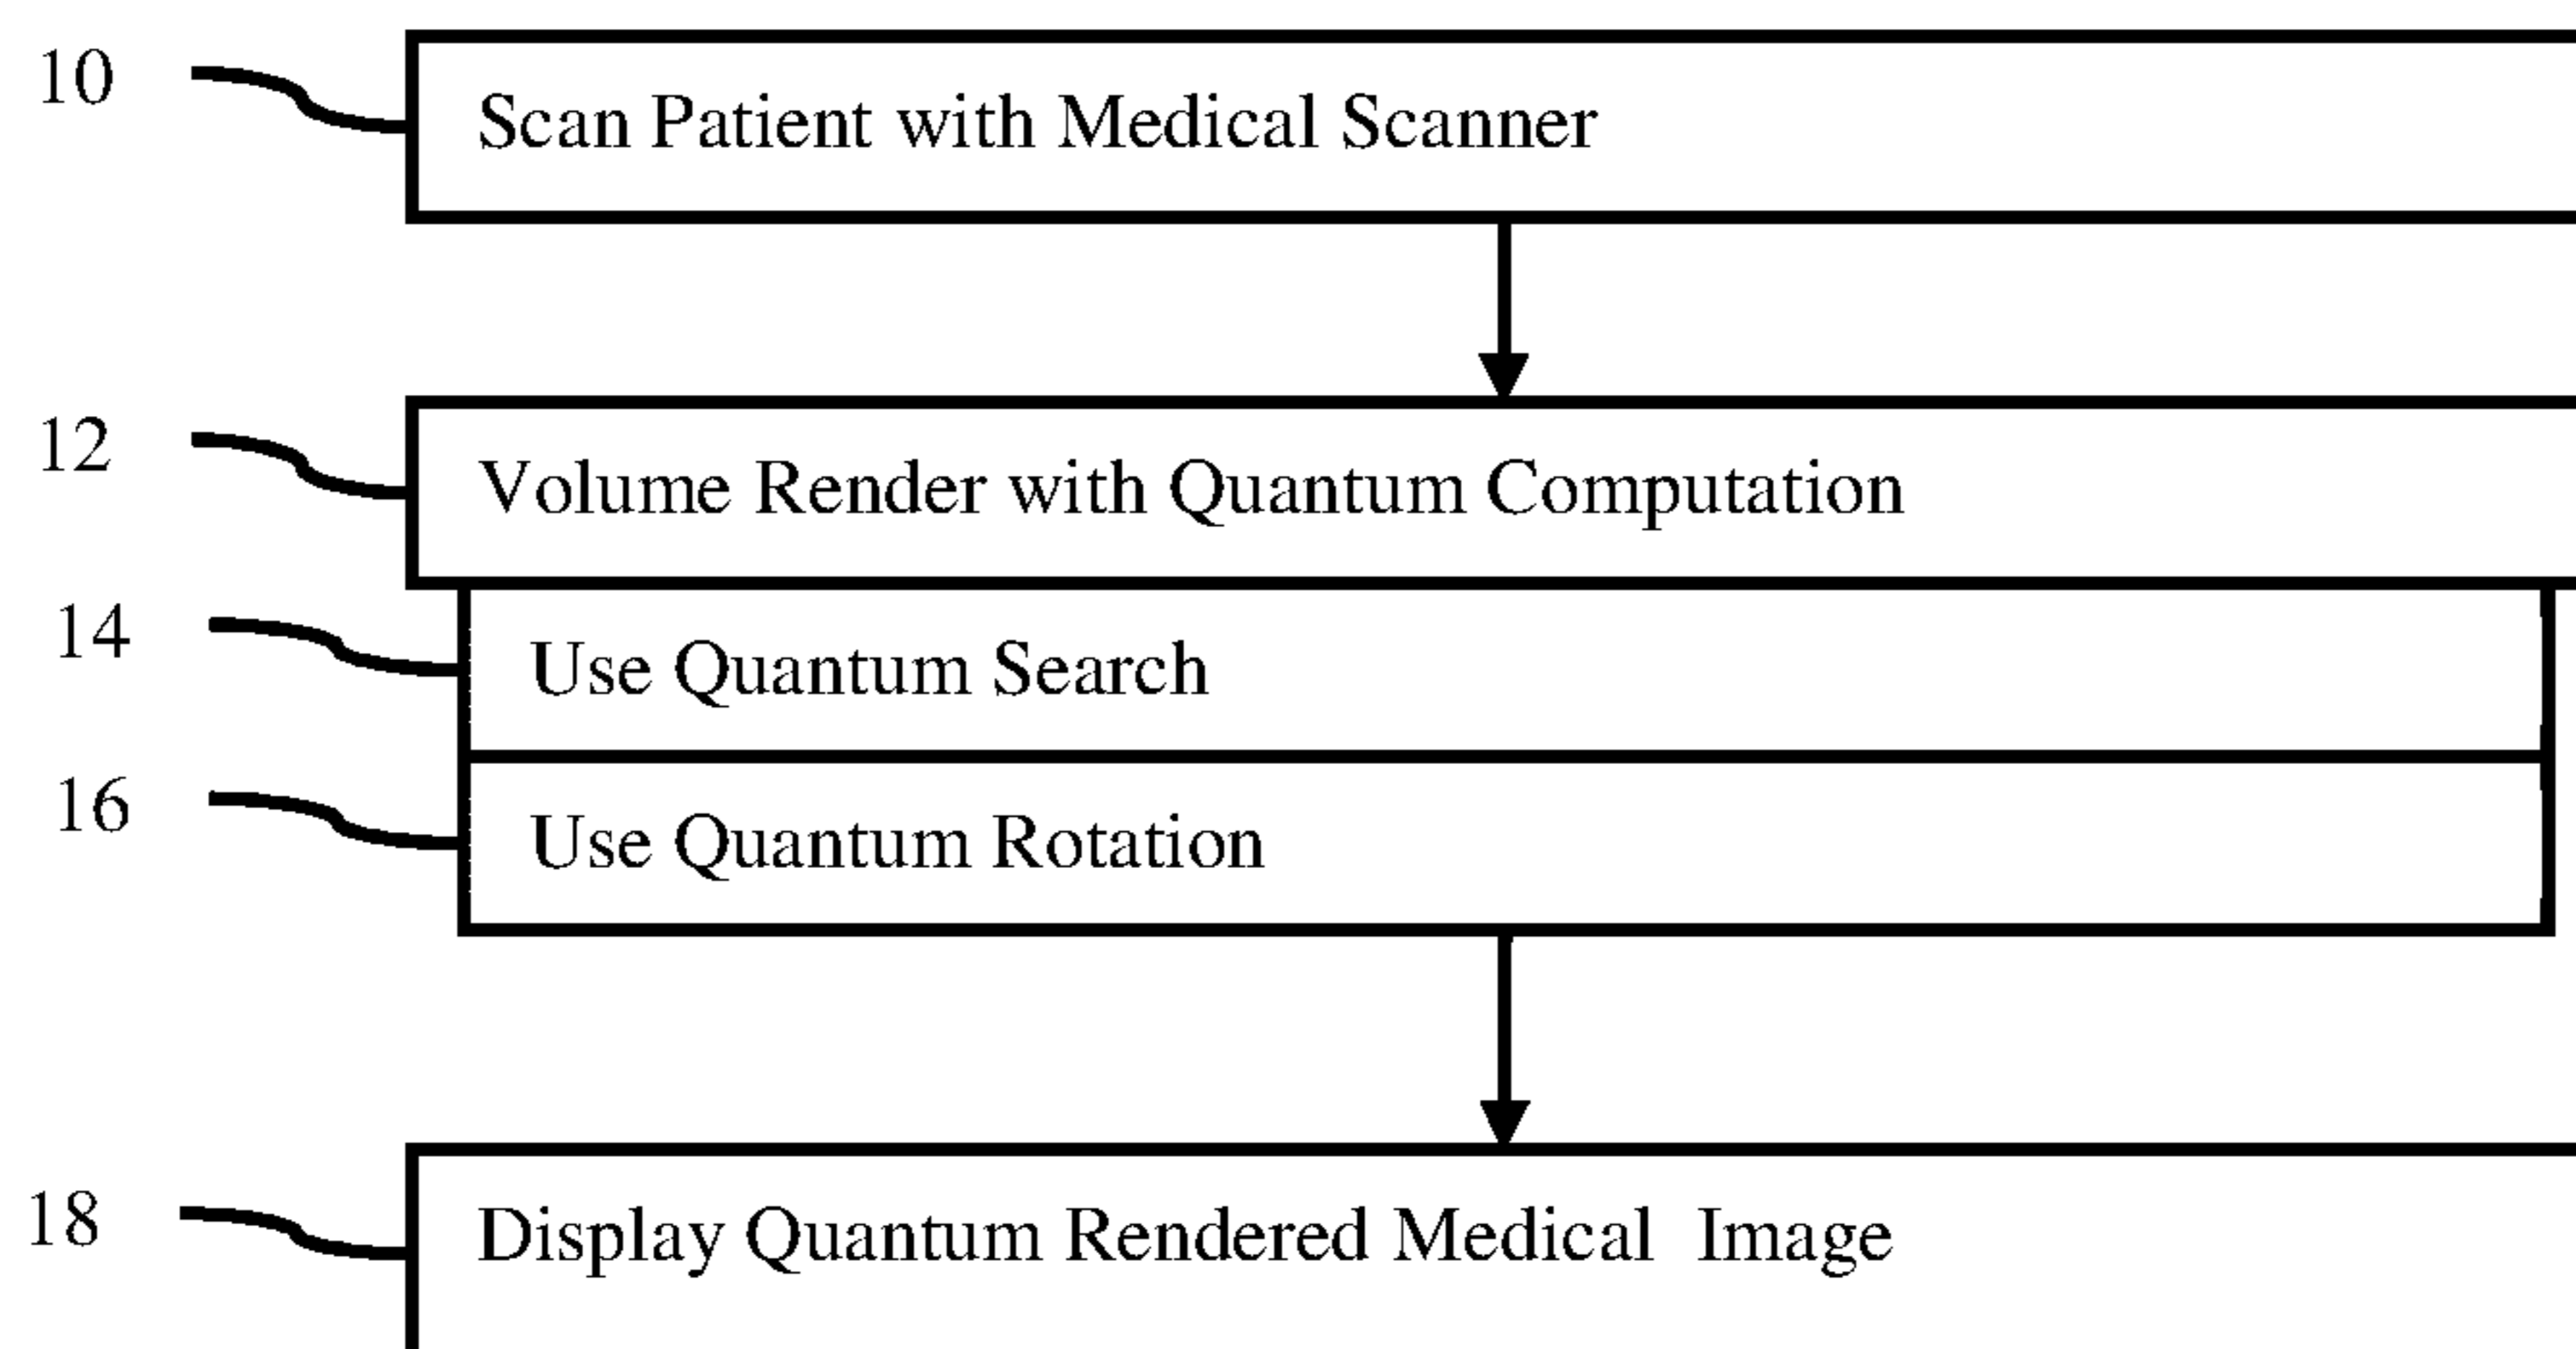 10 Scan Patient with Medical Scanner
12 Volume Render with Quantum Computation
14 Use Quantum Search
16 Use Quantum Rotation
18 Display Quantum Rendered Medical Image